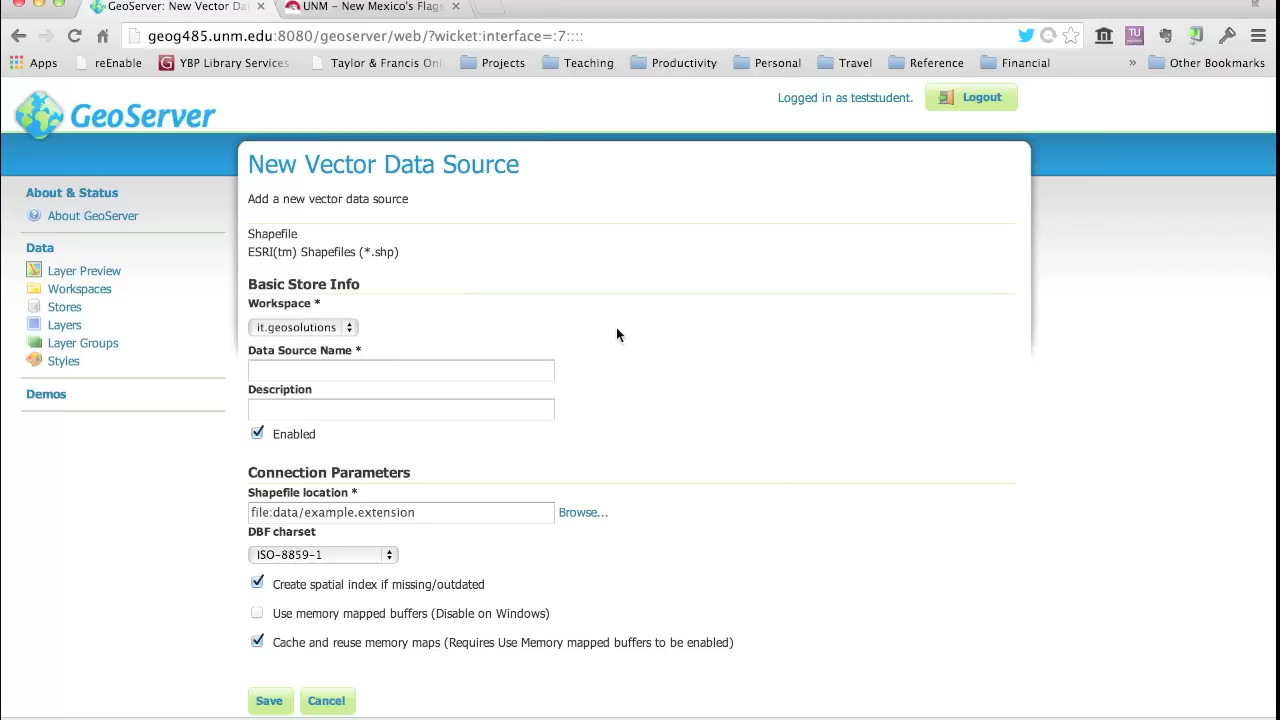 GeoServer: New Vector Da
UNM – New Mexico's Flags
geog485.unm.edu:8080/geoserver/web/?wicket:interface=:7::::
TU
Apps
reEnable
YBP Library Service
Taylor & Francis On
Projects
Teaching
Productivity
Personal
Travel
Reference
Financial
»
Other Bookmarks
GeoServer
Logged in as teststudent.
Logout
New Vector Data Source
Add a new vector data source
About & Status
About GeoServer
Data
Layer Preview
Workspaces
Stores
Layers
Layer Groups
Styles
Demos
Shapefile
ESRI(tm) Shapefiles (*.shp)
Basic Store Info
Workspace *
it.geosolutions
Data Source Name *
Description
Enabled
Connection Parameters
Shapefile location *
file:data/example.extension
Browse...
DBF charset
ISO-8859-1
Create spatial index if missing/outdated
Use memory mapped buffers (Disable on Windows)
Cache and reuse memory maps (Requires Use Memory mapped buffers to be enabled)
Save
Cancel